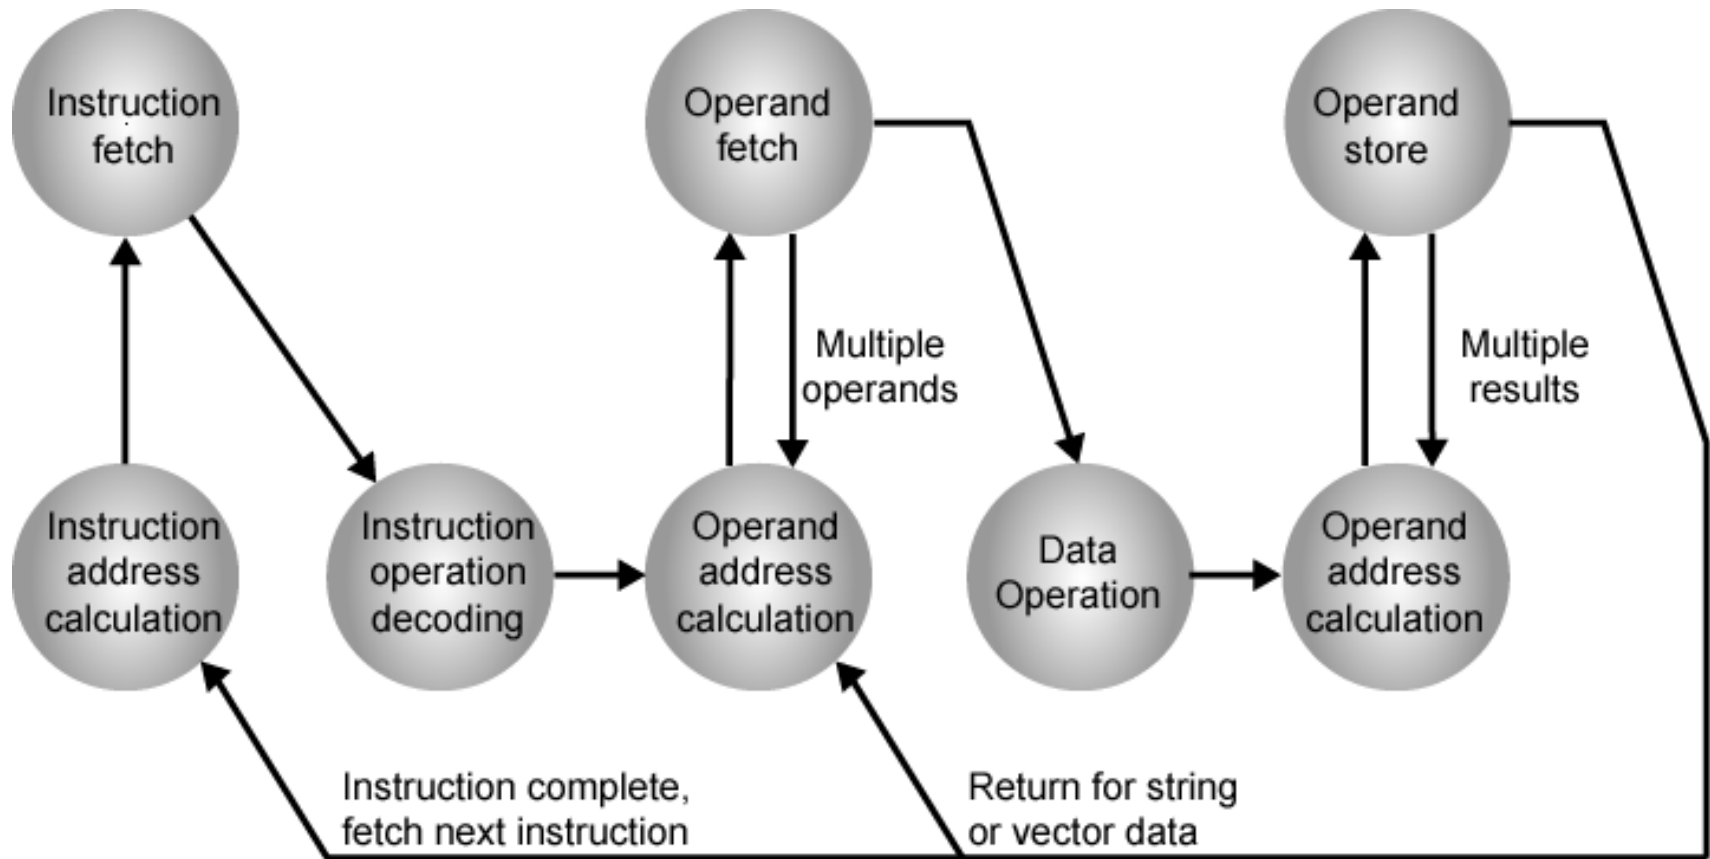 Instruction
fetch
Operand
fetch
Operand
store
Multiple
operands
Multiple
results
Instruction
address
calculation
Instruction
operation
decoding
Operand
address
calculation
Data
Operation
Operand
address
calculation
Instruction complete,
fetch next instruction
Return for string
or vector data